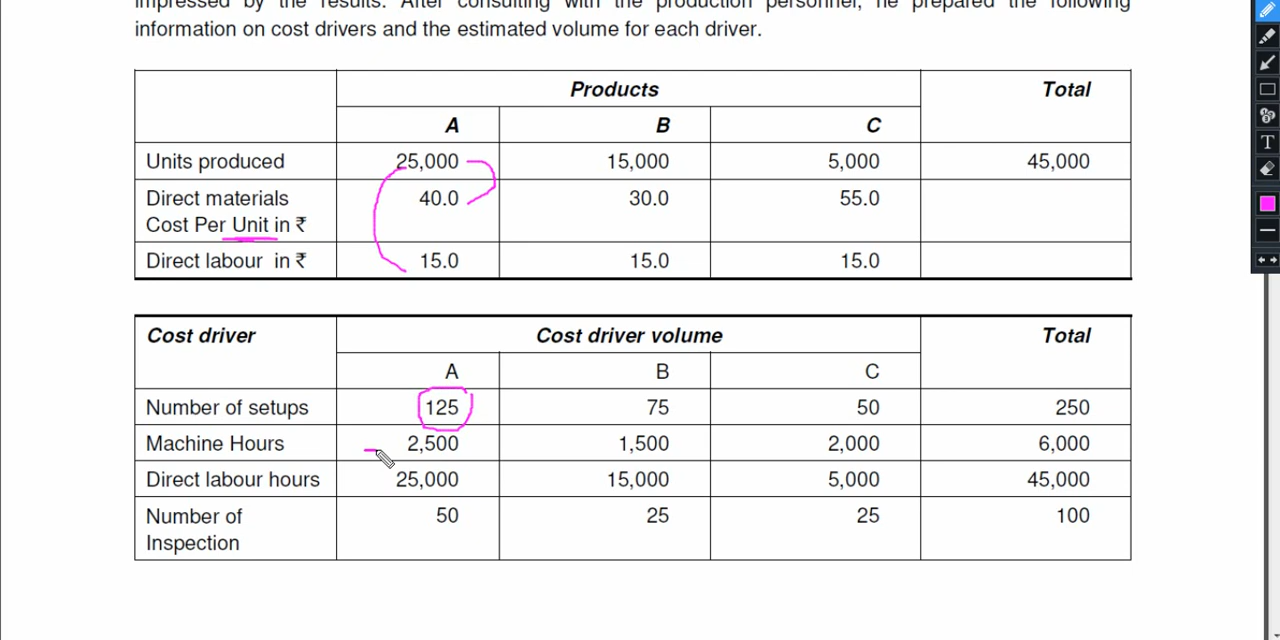 impressed by the results. After consulting with the production personnel, he prepared the following
information on cost drivers and the estimated volume for each driver.
Products Total
A B C
Units produced 25,000 15,000 5,000 45,000
Direct materials 40.0 30.0 55.0
Cost Per Unit in ₹
Direct labour in ₹ 15.0 15.0 15.0
Cost driver Cost driver volume Total
A B C
Number of setups 125 75 50 250
Machine Hours 2,500 1,500 2,000 6,000
Direct labour hours 25,000 15,000 5,000 45,000
Number of 50 25 25 100
Inspection
T